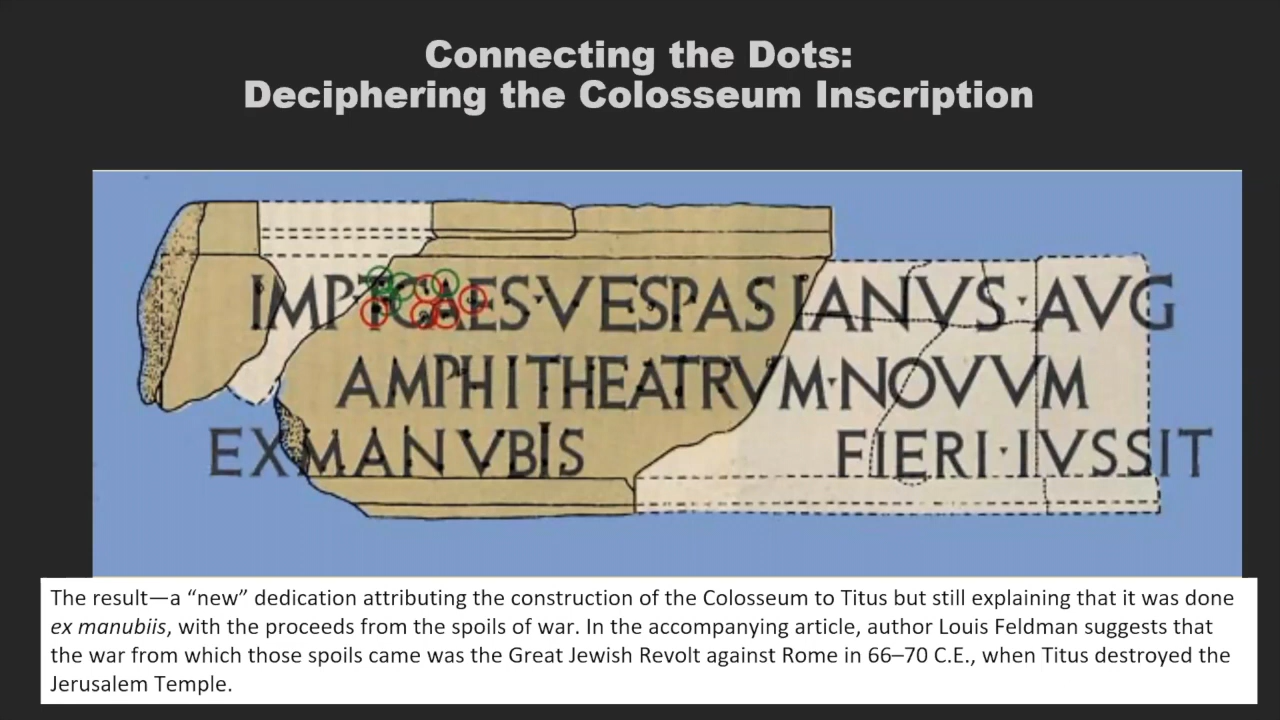 Connecting the Dots:
Deciphering the Colosseum Inscription
IMP T CAES·VESPASIANVS·AVG
AMPHITHEATRVM·NOVVM
EX MANVBIS FIERI·IVSSIT
The result—a “new” dedication attributing the construction of the Colosseum to Titus but still explaining that it was done
ex manubiis, with the proceeds from the spoils of war. In the accompanying article, author Louis Feldman suggests that
the war from which those spoils came was the Great Jewish Revolt against Rome in 66–70 C.E., when Titus destroyed the
Jerusalem Temple.